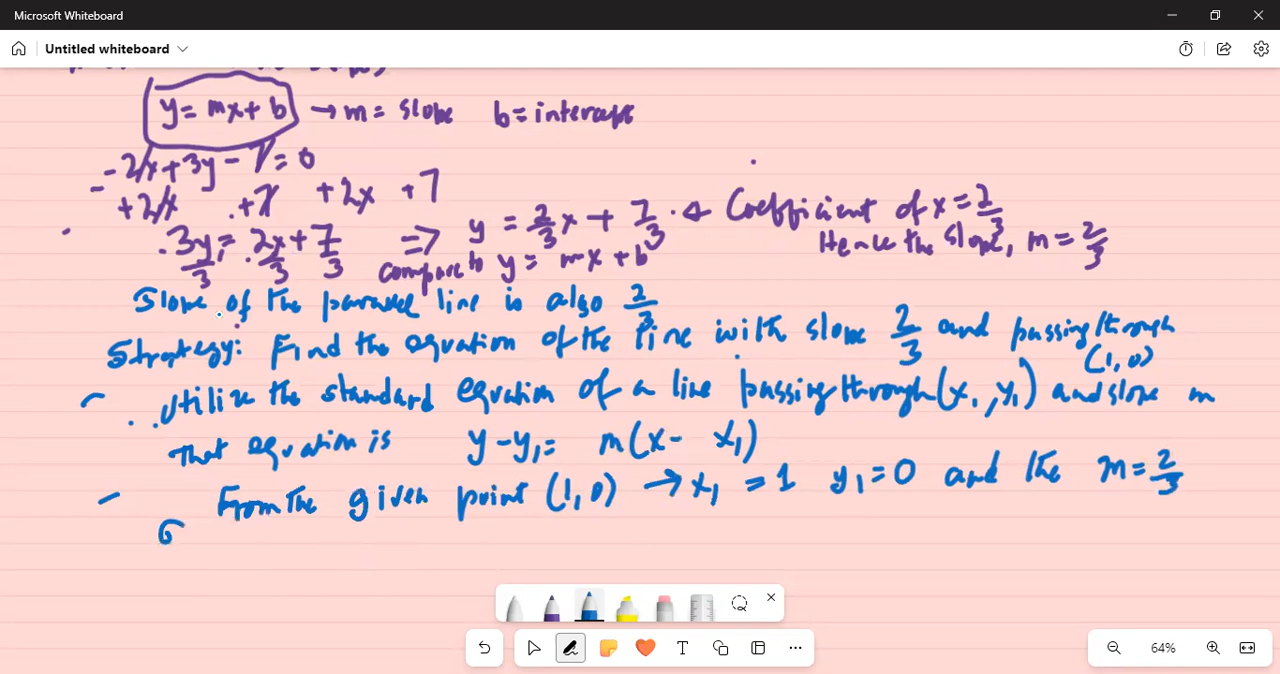 Microsoft Whiteboard
Untitled whiteboard
y = mx + b → m = slope b = intercept
-2x + 3y - 7 = 0
+2x +7 +2x +7
3y/3 = 2x/3 + 7/3 => y = 2/3 x + 7/3 . Coefficient of x = 2/3
compare to y = mx + b Hence the slope, m = 2/3
Slope of the parallel line is also 2/3
Strategy: Find the equation of the line with slope 2/3 and passing through (1, 0)
Utilize the standard equation of a line passing through (x₁, y₁) and slope m
that equation is y - y₁ = m(x - x₁)
From the given point (1, 0) → x₁ = 1 y₁ = 0 and the m = 2/3
64%